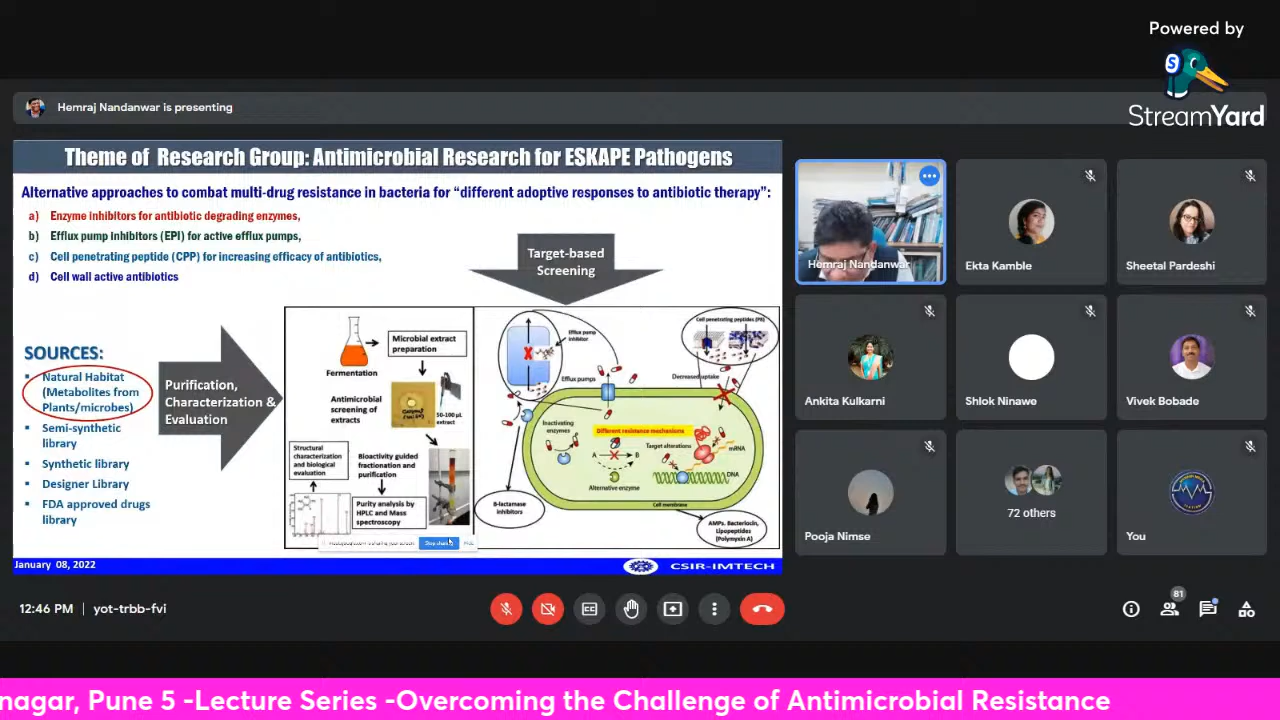 Powered by
StreamYard
Hemraj Nandanwar is presenting
Theme of Research Group: Antimicrobial Research for ESKAPE Pathogens
Alternative approaches to combat multi-drug resistance in bacteria for “different adoptive responses to antibiotic therapy”:
a) Enzyme inhibitors for antibiotic degrading enzymes,
b) Efflux pump inhibitors (EPI) for active efflux pumps,
c) Cell penetrating peptide (CPP) for increasing efficacy of antibiotics,
d) Cell wall active antibiotics
Target-based
Screening
SOURCES:
Natural Habitat
(Metabolites from
Plants/microbes)
Semi-synthetic
library
Synthetic library
Designer Library
FDA approved drugs
library
Purification,
Characterization &
Evaluation
Fermentation
Microbial extract
preparation
Antimicrobial
screening of
extracts
50-100 µL
extract
Structural
characterization
and biological
evaluation
Bioactivity guided
fractionation and
purification
Purity analysis by
HPLC and Mass
spectroscopy
Efflux pump
inhibitor
Efflux pumps
Cell penetrating peptides
Decreased uptake
Inactivating
enzymes
Different resistance mechanisms
Target alterations
mRNA
A
B
DNA
Alternative enzyme
Cell membrane
B-lactamase
inhibitors
AMPs, Bacteriocin,
Lipopeptides
(Polymyxin A)
January 08, 2022
CSIR-IMTECH
Hemraj Nandanwar
Ekta Kamble
Sheetal Pardeshi
Ankita Kulkarni
Shlok Ninawe
Vivek Bobade
Pooja Nimse
72 others
You
12:46 PM | yot-trbb-fvi
81
nagar, Pune 5 -Lecture Series -Overcoming the Challenge of Antimicrobial Resistance